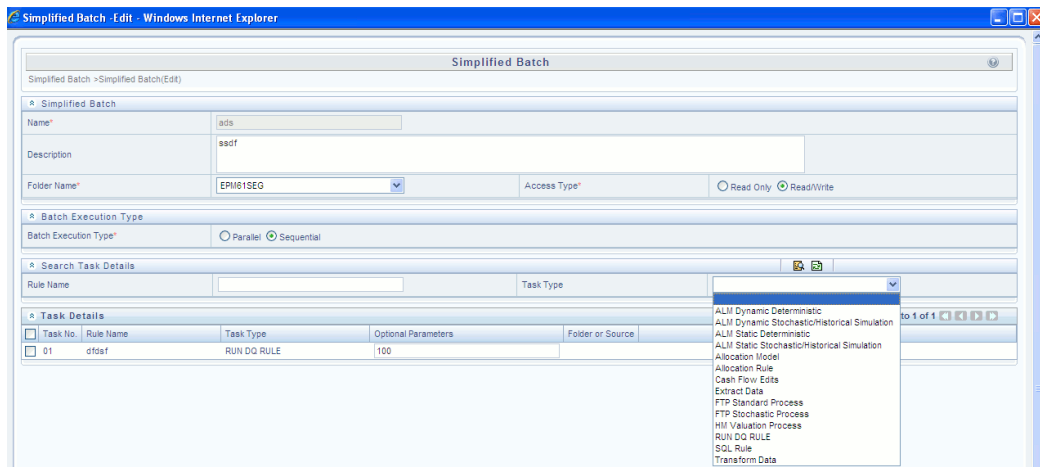 Simplified Batch -Edit - Windows Internet Explorer
Simplified Batch
Simplified Batch >Simplified Batch(Edit)
Simplified Batch
Name*
ads
Description
ssdf
Folder Name*
EPM61SEG
Access Type*
Read Only
Read/Write
Batch Execution Type
Batch Execution Type*
Parallel
Sequential
Search Task Details
Rule Name
Task Type
Task Details
to 1 of 1
Task No.
Rule Name
Task Type
Optional Parameters
Folder or Source
01
dfdsf
RUN DQ RULE
100
ALM Dynamic Deterministic
ALM Dynamic Stochastic/Historical Simulation
ALM Static Deterministic
ALM Static Stochastic/Historical Simulation
Allocation Model
Allocation Rule
Cash Flow Edits
Extract Data
FTP Standard Process
FTP Stochastic Process
HM Valuation Process
RUN DQ RULE
SQL Rule
Transform Data